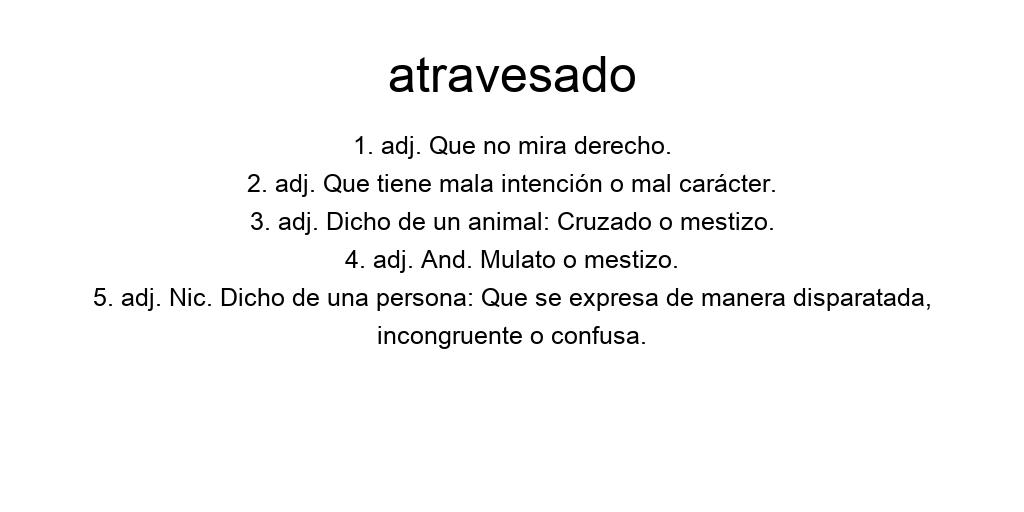 atravesado
1. adj. Que no mira derecho.
2. adj. Que tiene mala intención o mal carácter.
3. adj. Dicho de un animal: Cruzado o mestizo.
4. adj. And. Mulato o mestizo.
5. adj. Nic. Dicho de una persona: Que se expresa de manera disparatada,
incongruente o confusa.